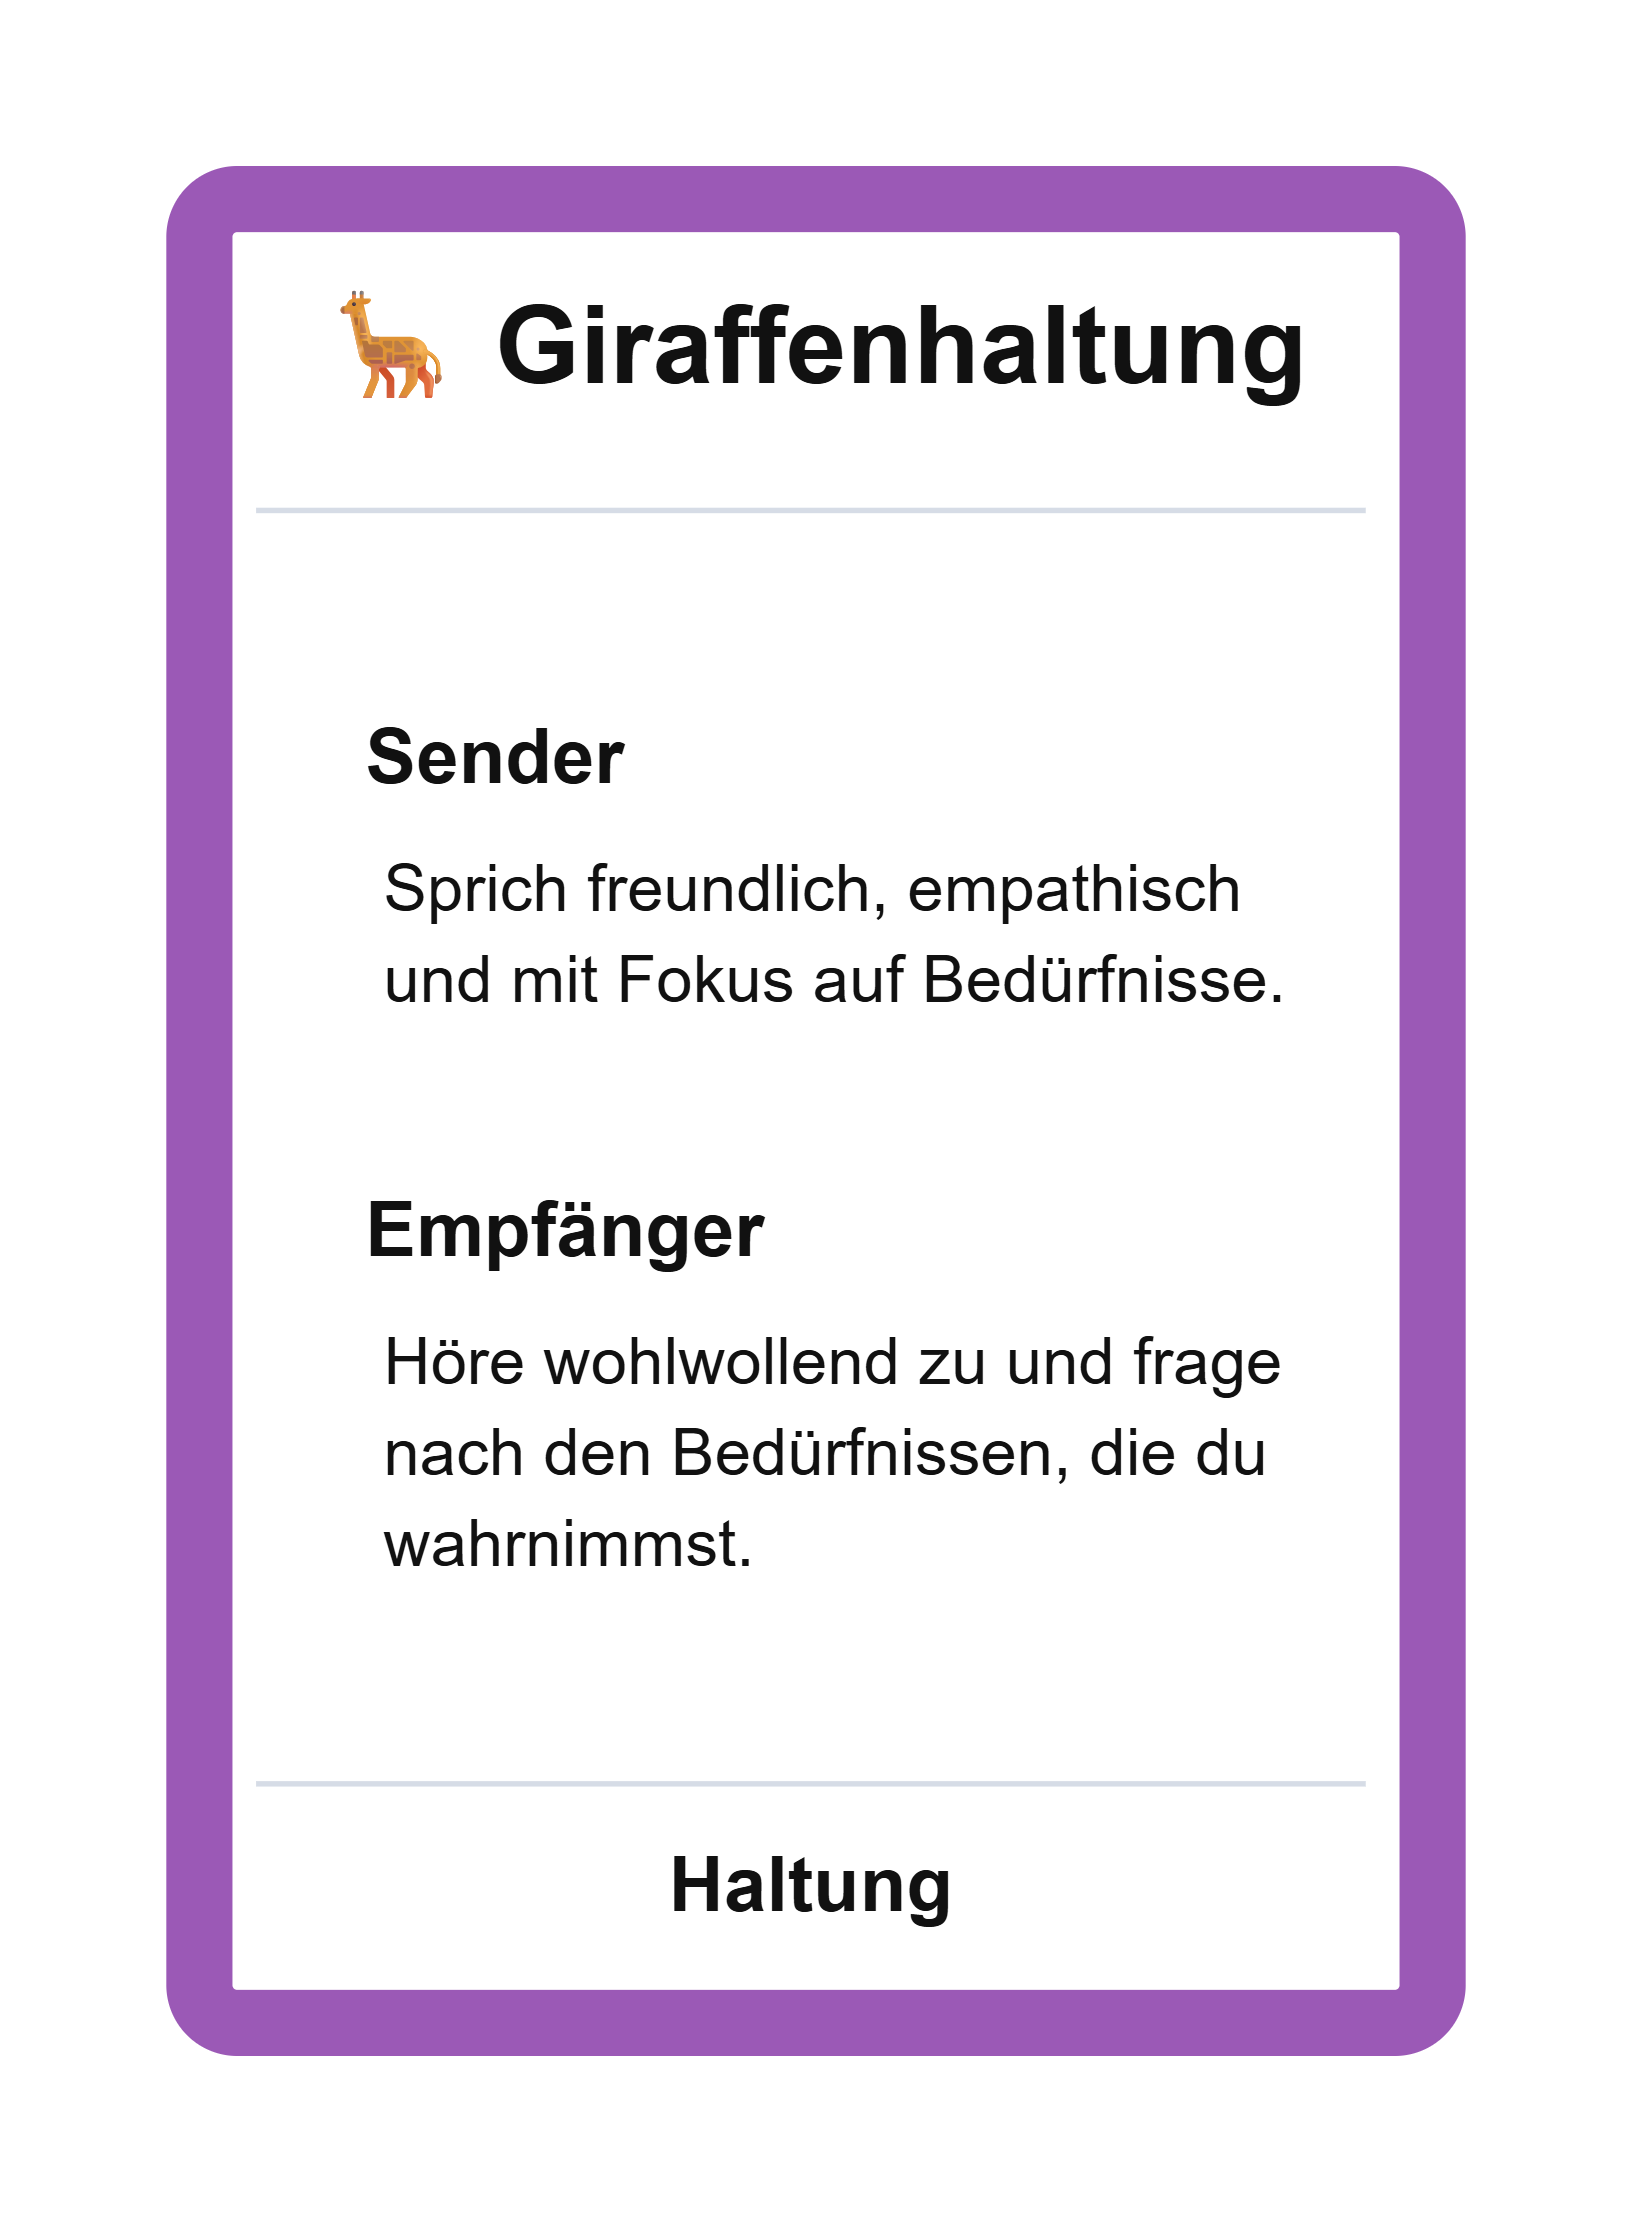 Giraffenhaltung
Sender
Sprich freundlich, empathisch
und mit Fokus auf Bedürfnisse.
Empfänger
Höre wohlwollend zu und frage
nach den Bedürfnissen, die du
wahrnimmst.
Haltung